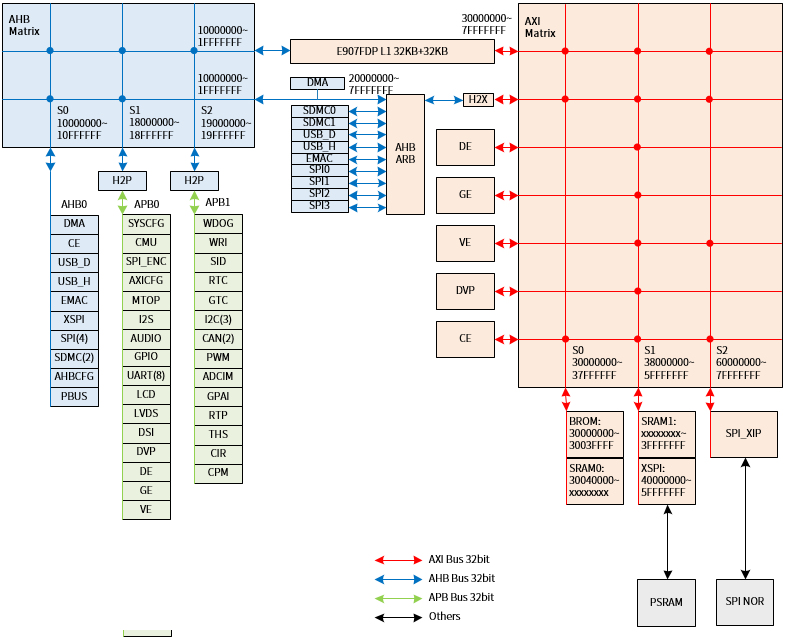 AHB
Matrix
10000000~
1FFFFFFF
10000000~
1FFFFFFF
S0
10000000~
10FFFFFF
S1
18000000~
18FFFFFF
S2
19000000~
19FFFFFF
H2P
H2P
AHB0
DMA
CE
USB_D
USB_H
EMAC
XSPI
SPI(4)
SDMC(2)
AHBCFG
PBUS
APB0
SYSCFG
CMU
SPI_ENC
AXICFG
MTOP
I2S
AUDIO
GPIO
UART(8)
LCD
LVDS
DSI
DVP
DE
GE
VE
APB1
WDOG
WRI
SID
RTC
GTC
I2C(3)
CAN(2)
PWM
ADCIM
GPAI
RTP
THS
CIR
CPM
E907FDP L1 32KB+32KB
30000000~
7FFFFFFF
DMA
20000000~
7FFFFFFF
SDMC0
SDMC1
USB_D
USB_H
EMAC
SPI0
SPI1
SPI2
SPI3
AHB
ARB
H2X
DE
GE
VE
DVP
CE
AXI
Matrix
S0
30000000~
37FFFFFF
S1
38000000~
5FFFFFFF
S2
60000000~
7FFFFFFF
BROM:
30000000~
3003FFFF
SRAM0:
30040000~
xxxxxxxx
SRAM1:
xxxxxxxx~
3FFFFFFF
XSPI:
40000000~
5FFFFFFF
SPI_XIP
PSRAM
SPI NOR
AXI Bus 32bit
AHB Bus 32bit
APB Bus 32bit
Others